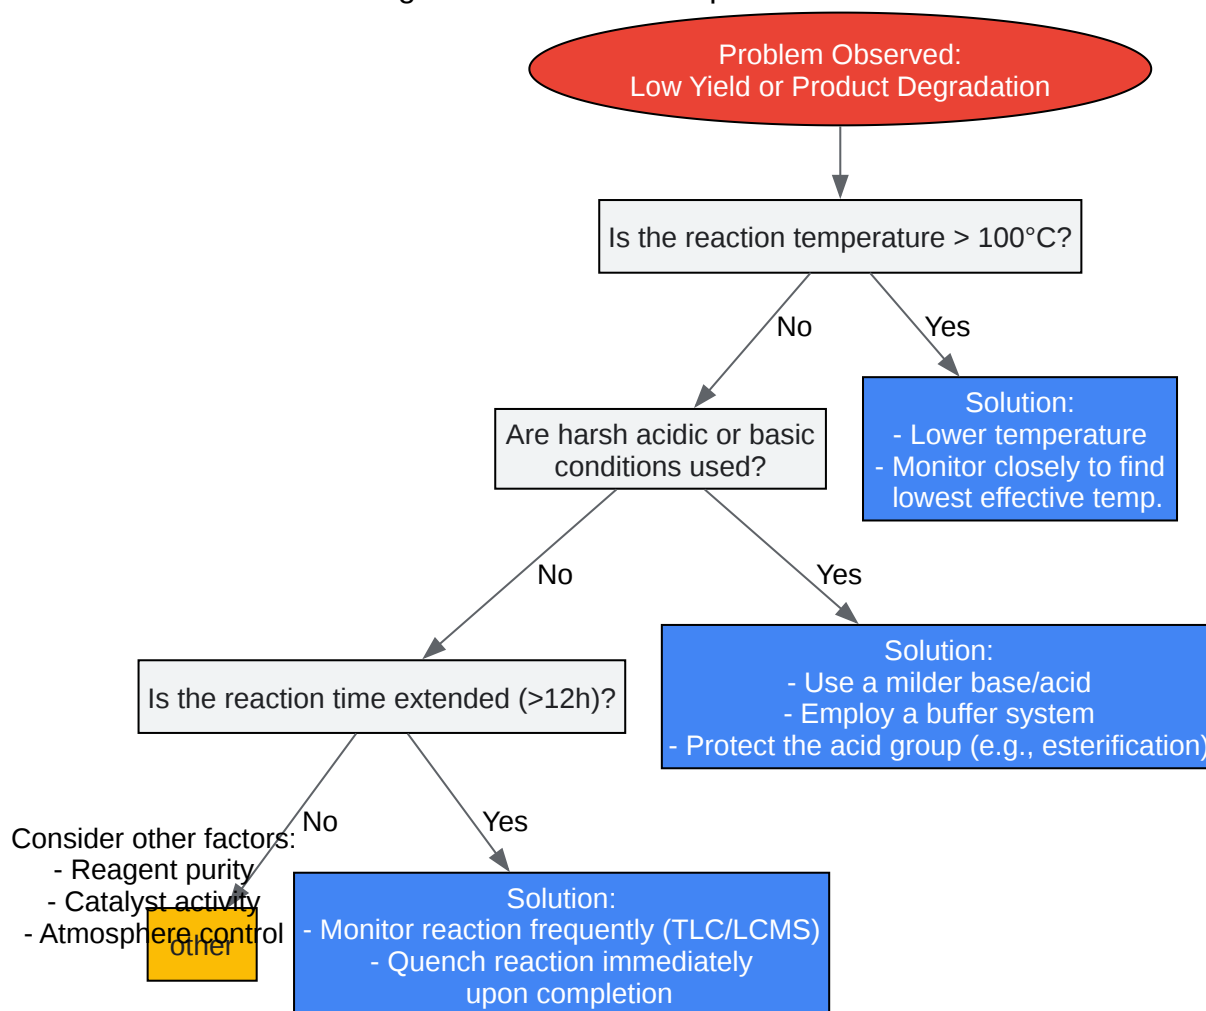 Problem Observed:
Low Yield or Product Degradation
Is the reaction temperature > 100°C?
No
Yes
Solution:
- Lower temperature
- Monitor closely to find
lowest effective temp.
Are harsh acidic or basic
conditions used?
No
Yes
Solution:
- Use a milder base/acid
- Employ a buffer system
- Protect the acid group (e.g., esterification)
Is the reaction time extended (>12h)?
No
Yes
Consider other factors:
- Reagent purity
- Catalyst activity
- Atmosphere control
other
Solution:
- Monitor reaction frequently (TLC/LCMS)
- Quench reaction immediately
upon completion